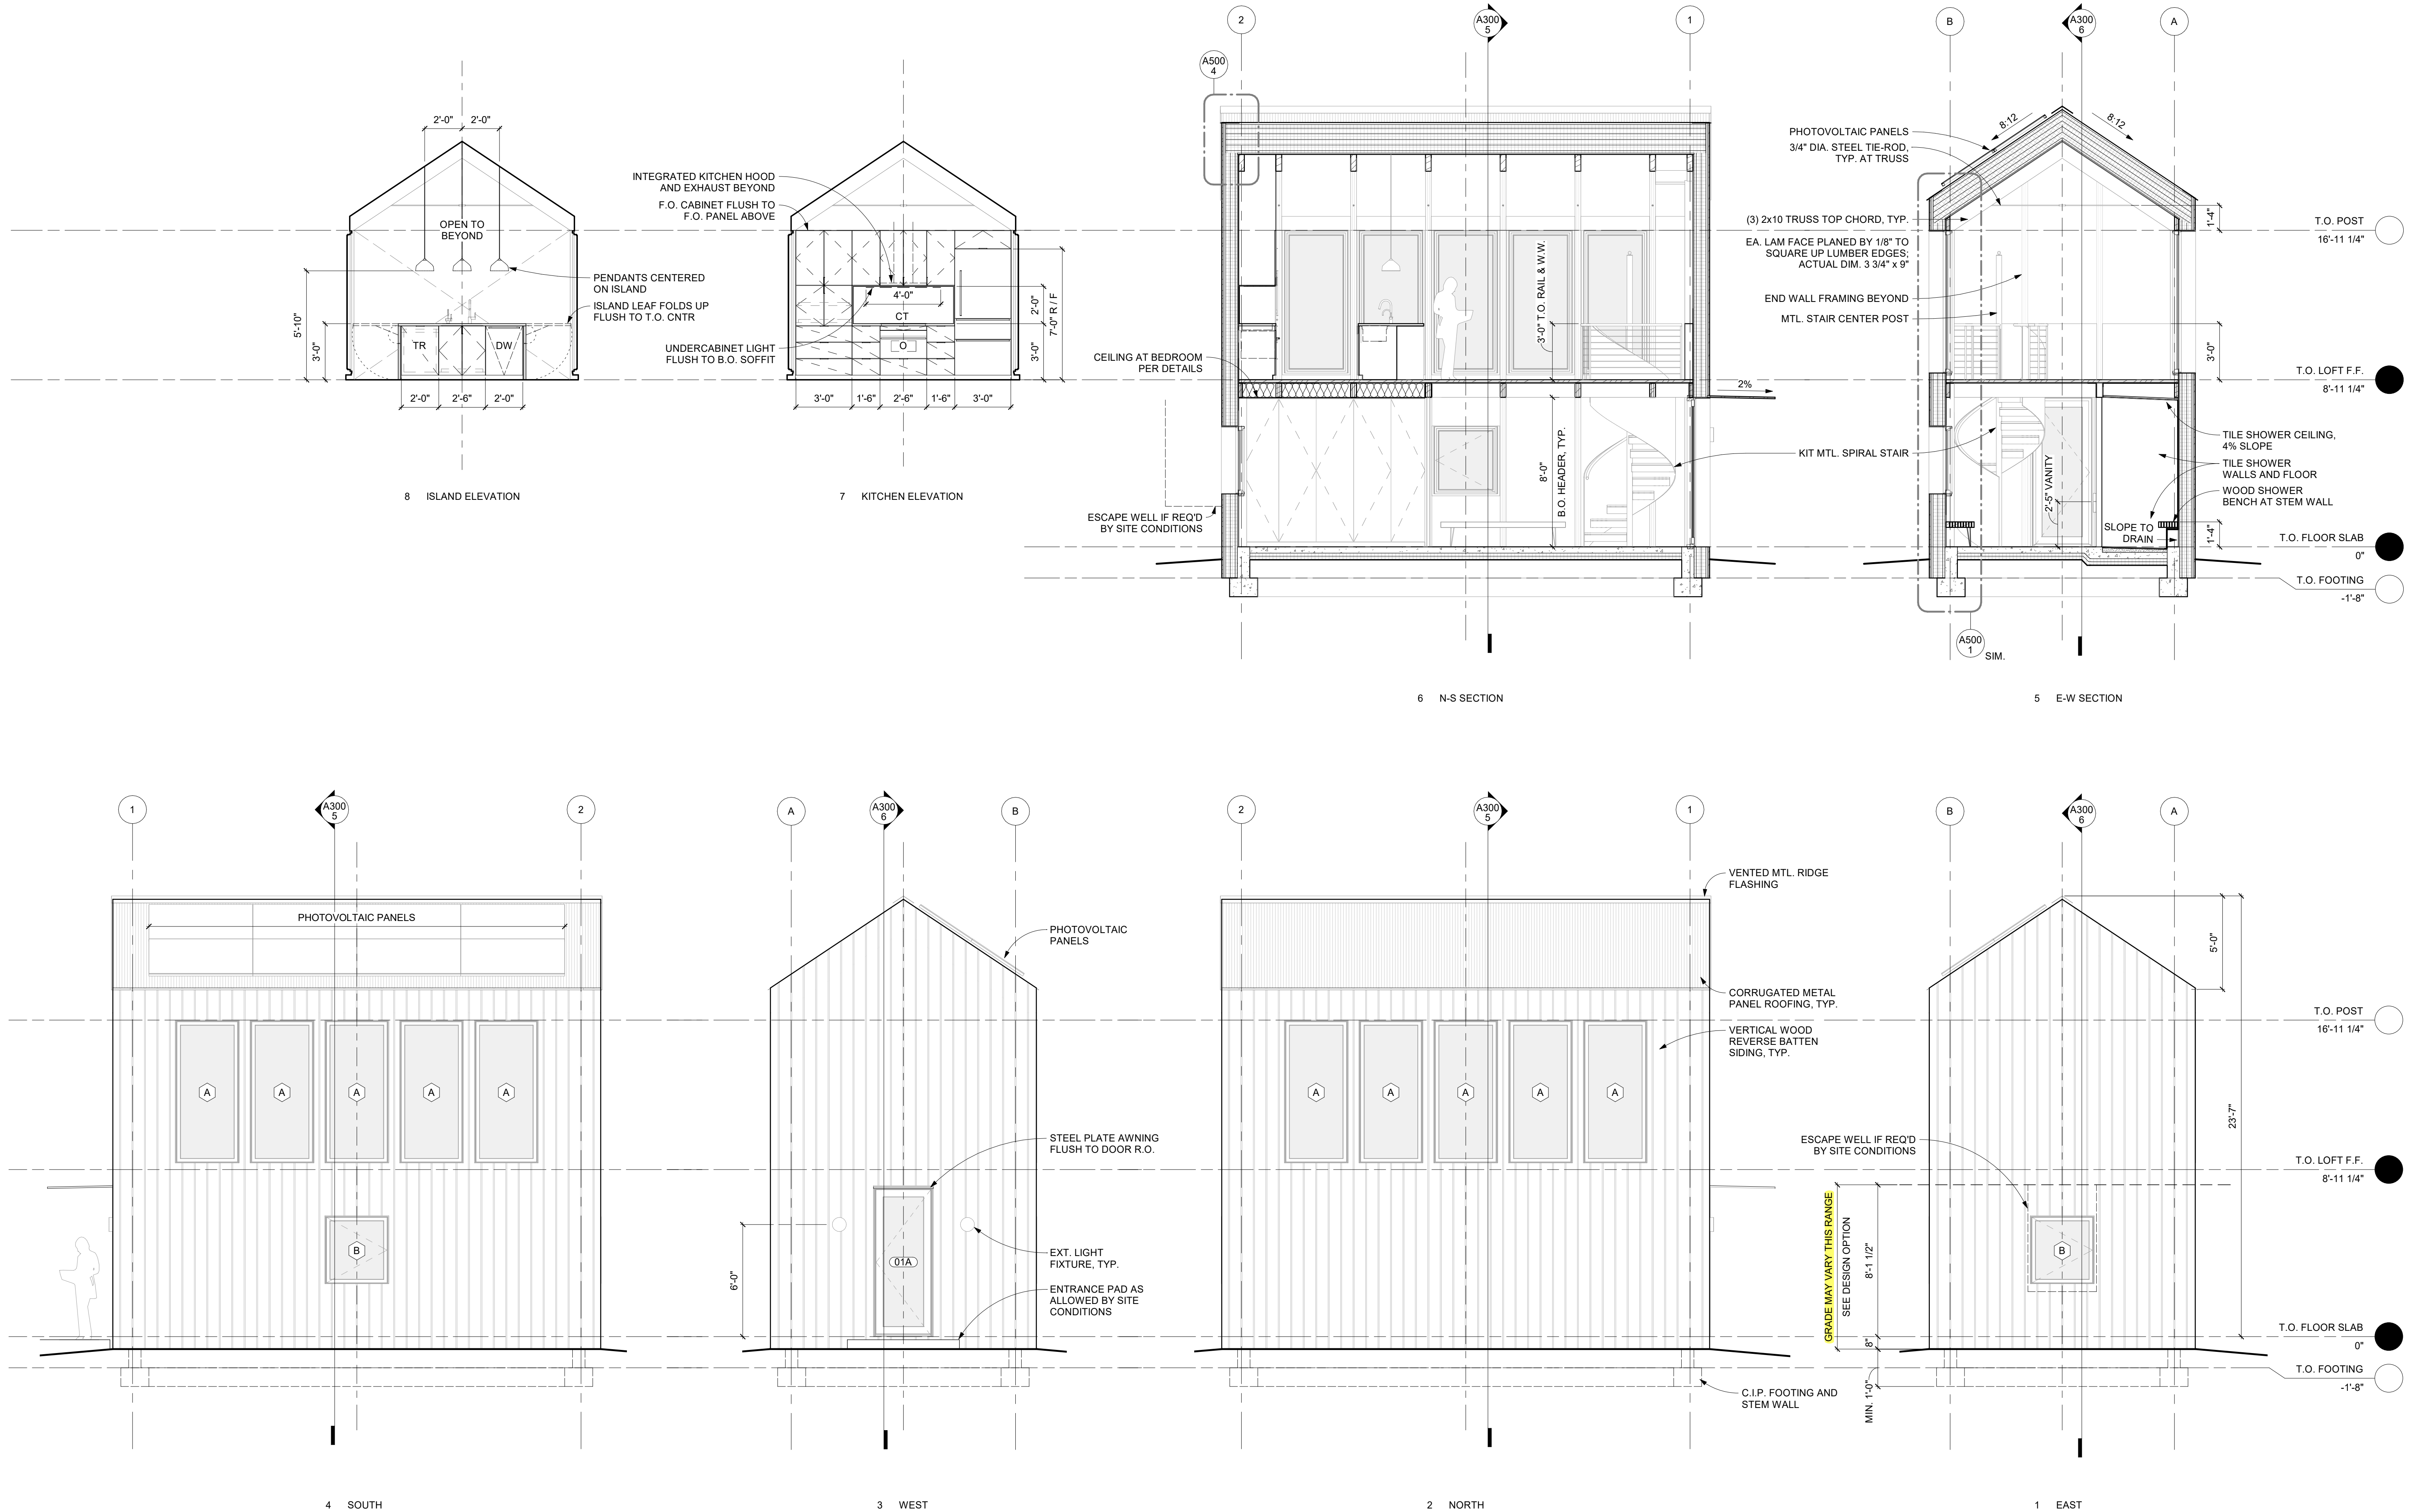 2
A300
5
1
B
A300
6
A
A500
4
2'-0"
2'-0"
OPEN TO
BEYOND
PENDANTS CENTERED
ON ISLAND
ISLAND LEAF FOLDS UP
FLUSH TO T.O. CNTR
5'-10"
3'-0"
TR
DW
2'-0"
2'-6"
2'-0"
8 ISLAND ELEVATION
INTEGRATED KITCHEN HOOD
AND EXHAUST BEYOND
F.O. CABINET FLUSH TO
F.O. PANEL ABOVE
UNDERCABINET LIGHT
FLUSH TO B.O. SOFFIT
4'-0"
CT
O
2'-0"
3'-0"
7'-0" R / F
3'-0"
1'-6"
2'-6"
1'-6"
3'-0"
7 KITCHEN ELEVATION
CEILING AT BEDROOM
PER DETAILS
ESCAPE WELL IF REQ'D
BY SITE CONDITIONS
3'-0" T.O. RAIL & W.W.
8'-0"
B.O. HEADER, TYP.
2%
6 N-S SECTION
8:12
8:12
PHOTOVOLTAIC PANELS
3/4" DIA. STEEL TIE-ROD,
TYP. AT TRUSS
(3) 2x10 TRUSS TOP CHORD, TYP.
EA. LAM FACE PLANED BY 1/8" TO
SQUARE UP LUMBER EDGES;
ACTUAL DIM. 3 3/4" x 9"
END WALL FRAMING BEYOND
MTL. STAIR CENTER POST
KIT MTL. SPIRAL STAIR
2'-5" VANITY
SLOPE TO
DRAIN
1'-4"
3'-0"
1'-4"
TILE SHOWER CEILING,
4% SLOPE
TILE SHOWER
WALLS AND FLOOR
WOOD SHOWER
BENCH AT STEM WALL
A500
1
SIM.
5 E-W SECTION
T.O. POST
16'-11 1/4"
T.O. LOFT F.F.
8'-11 1/4"
T.O. FLOOR SLAB
0"
T.O. FOOTING
-1'-8"
1
A300
5
2
PHOTOVOLTAIC PANELS
A
A
A
A
A
B
4 SOUTH
A
A300
6
B
PHOTOVOLTAIC
PANELS
STEEL PLATE AWNING
FLUSH TO DOOR R.O.
6'-0"
01A
EXT. LIGHT
FIXTURE, TYP.
ENTRANCE PAD AS
ALLOWED BY SITE
CONDITIONS
3 WEST
2
A300
5
1
VENTED MTL. RIDGE
FLASHING
CORRUGATED METAL
PANEL ROOFING, TYP.
VERTICAL WOOD
REVERSE BATTEN
SIDING, TYP.
A
A
A
A
A
C.I.P. FOOTING AND
STEM WALL
2 NORTH
B
A300
6
A
5'-0"
23'-7"
ESCAPE WELL IF REQ'D
BY SITE CONDITIONS
GRADE MAY VARY THIS RANGE
SEE DESIGN OPTION
8'-1 1/2"
8"
MIN. 1'-0"
B
1 EAST
T.O. POST
16'-11 1/4"
T.O. LOFT F.F.
8'-11 1/4"
T.O. FLOOR SLAB
0"
T.O. FOOTING
-1'-8"